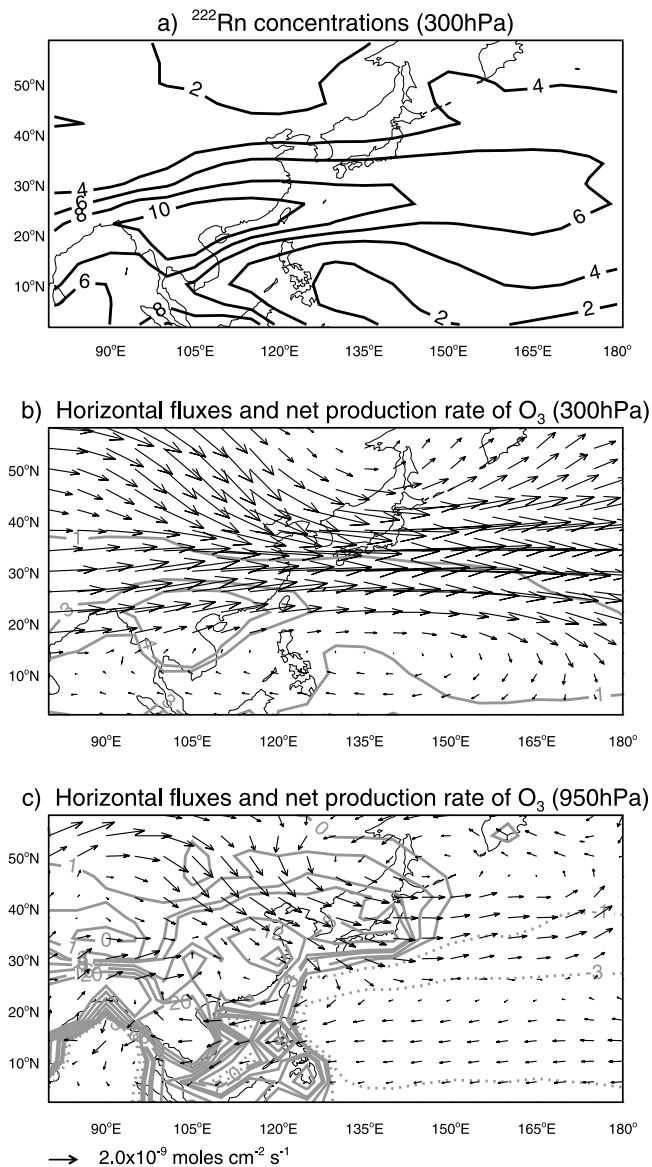 a) ²²²Rn concentrations (300hPa)
50°N
40°N
30°N
20°N
10°N
2
4
4
6
8
10
6
6
8
4
2
2
90°E 105°E 120°E 135°E 150°E 165°E 180°
b) Horizontal fluxes and net production rate of O₃ (300hPa)
50°N
40°N
30°N
20°N
10°N
1
3
1
90°E 105°E 120°E 135°E 150°E 165°E 180°
c) Horizontal fluxes and net production rate of O₃ (950hPa)
50°N
40°N
30°N
20°N
10°N
0
1
0
12
20
20
-3
90°E 105°E 120°E 135°E 150°E 165°E 180°
2.0x10⁻⁹ moles cm⁻² s⁻¹